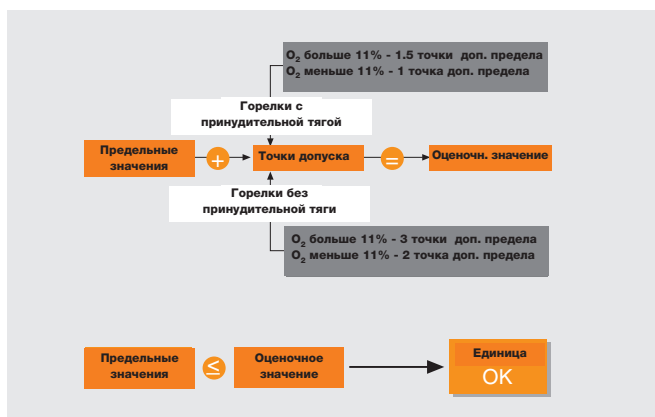 O₂ больше 11% - 1.5 точки доп. предела
O₂ меньше 11% - 1 точка доп. предела
Горелки с
принудительной тягой
Предельные
значения
+
Точки допуска
=
Оценочн. значение
Горелки без
принудительной тяги
O₂ больше 11% - 3 точки доп. предела
O₂ меньше 11% - 2 точка доп. предела
Предельные
значения
≤
Оценочное
значение
Единица
OK